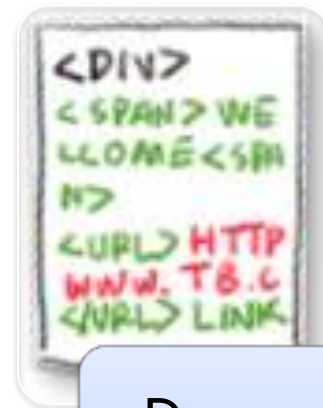 <DIV>
<SPAN> WE
LCOME<SPA
N>
<URL> HTTP
WWW. TB.C
</URL> LINK